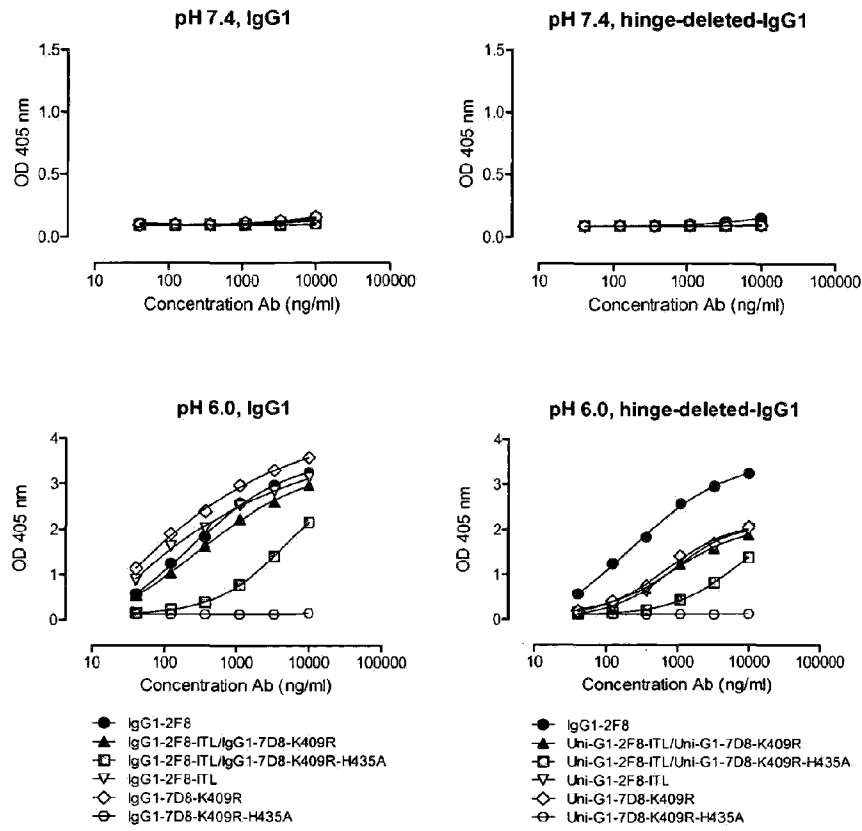 pH 7.4, IgG1
1.5
1.0
0.5
0.0
OD 405 nm
10 100 1000 10000 100000
Concentration Ab (ng/ml)
pH 7.4, hinge-deleted-IgG1
1.5
1.0
0.5
0.0
OD 405 nm
10 100 1000 10000 100000
Concentration Ab (ng/ml)
pH 6.0, IgG1
4
3
2
1
0
OD 405 nm
10 100 1000 10000 100000
Concentration Ab (ng/ml)
IgG1-2F8
IgG1-2F8-ITL/IgG1-7D8-K409R
IgG1-2F8-ITL/IgG1-7D8-K409R-H435A
IgG1-2F8-ITL
IgG1-7D8-K409R
IgG1-7D8-K409R-H435A
pH 6.0, hinge-deleted-IgG1
4
3
2
1
0
OD 405 nm
10 100 1000 10000 100000
Concentration Ab (ng/ml)
IgG1-2F8
Uni-G1-2F8-ITL/Uni-G1-7D8-K409R
Uni-G1-2F8-ITL/Uni-G1-7D8-K409R-H435A
Uni-G1-2F8-ITL
Uni-G1-7D8-K409R
Uni-G1-7D8-K409R-H435A